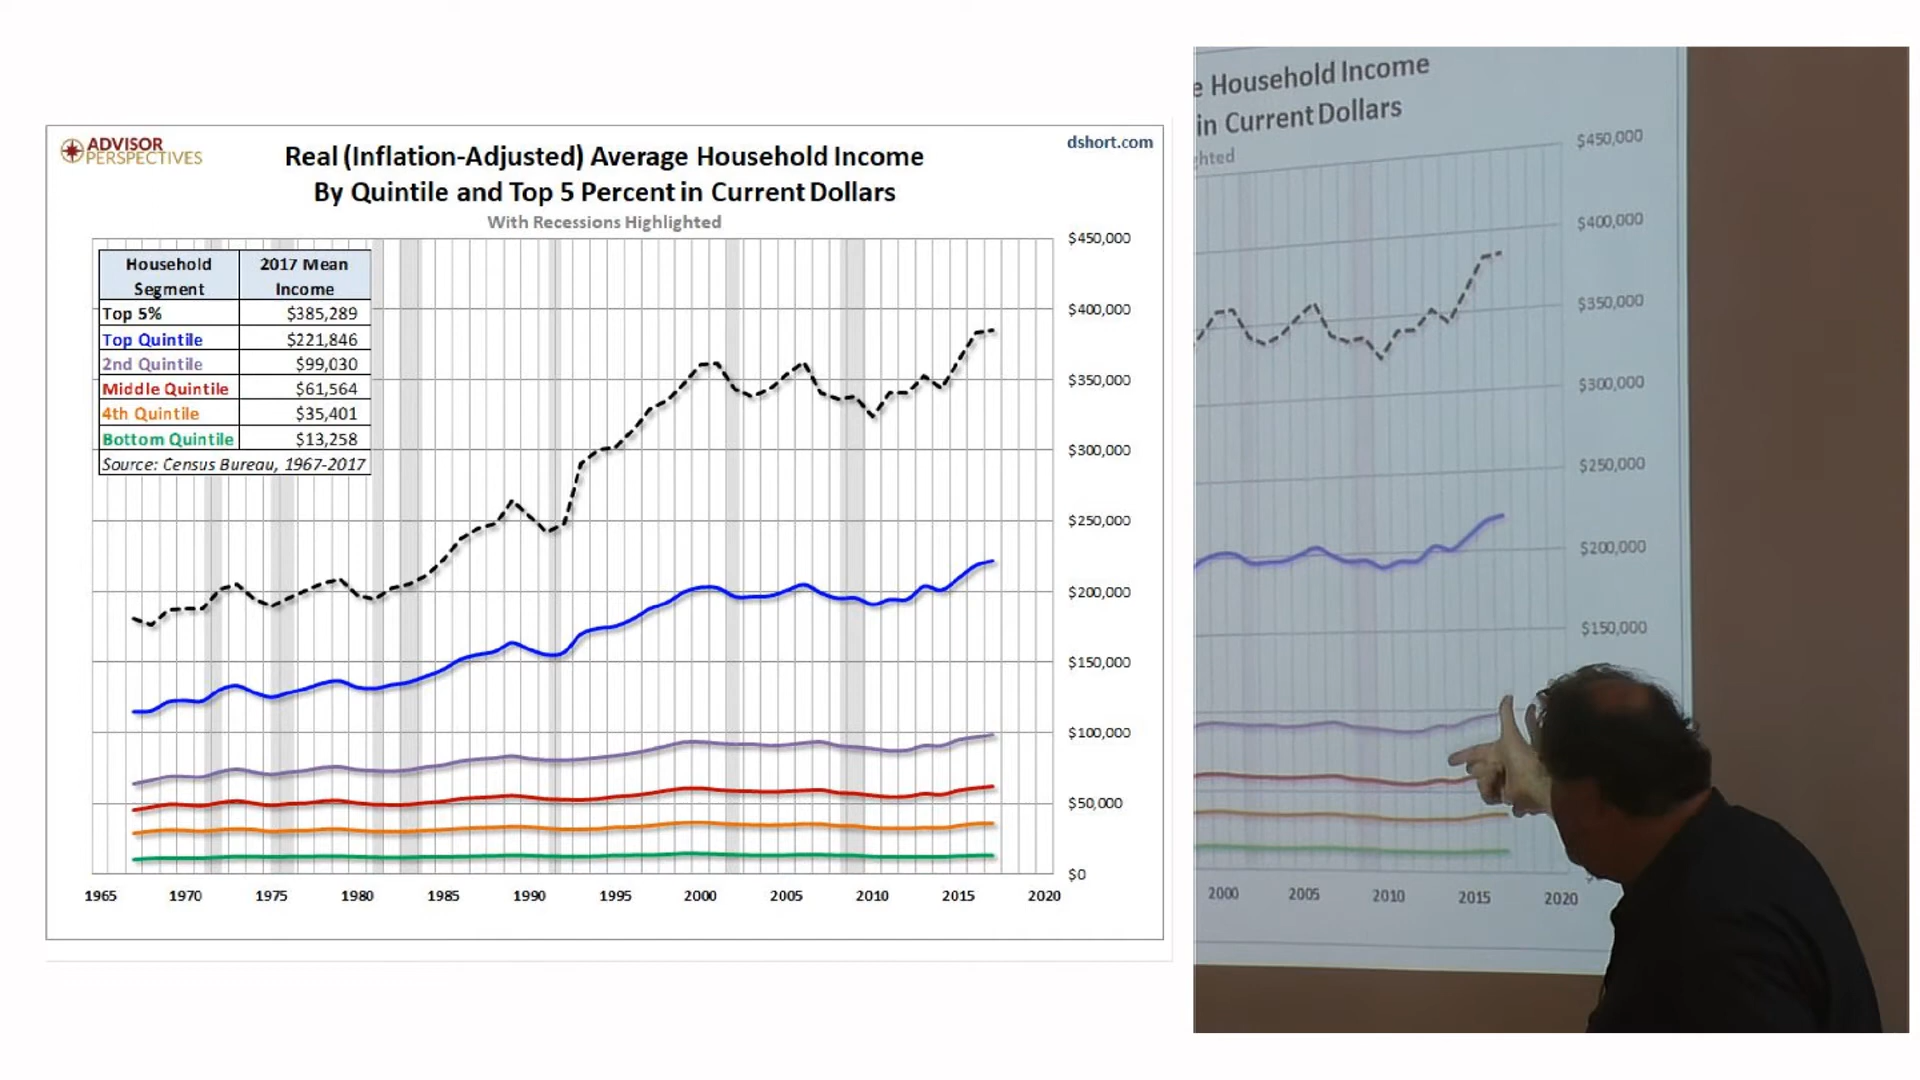 ADVISOR
PERSPECTIVES
dshort.com
Real (Inflation-Adjusted) Average Household Income
By Quintile and Top 5 Percent in Current Dollars
With Recessions Highlighted
Household Segment 2017 Mean Income
Top 5% $385,289
Top Quintile $221,846
2nd Quintile $99,030
Middle Quintile $61,564
4th Quintile $35,401
Bottom Quintile $13,258
Source: Census Bureau, 1967-2017
$450,000
$400,000
$350,000
$300,000
$250,000
$200,000
$150,000
$100,000
$50,000
$0
1965 1970 1975 1980 1985 1990 1995 2000 2005 2010 2015 2020
e Household Income
in Current Dollars
hted
$450,000
$400,000
$350,000
$300,000
$250,000
$200,000
$150,000
2000 2005 2010 2015 2020